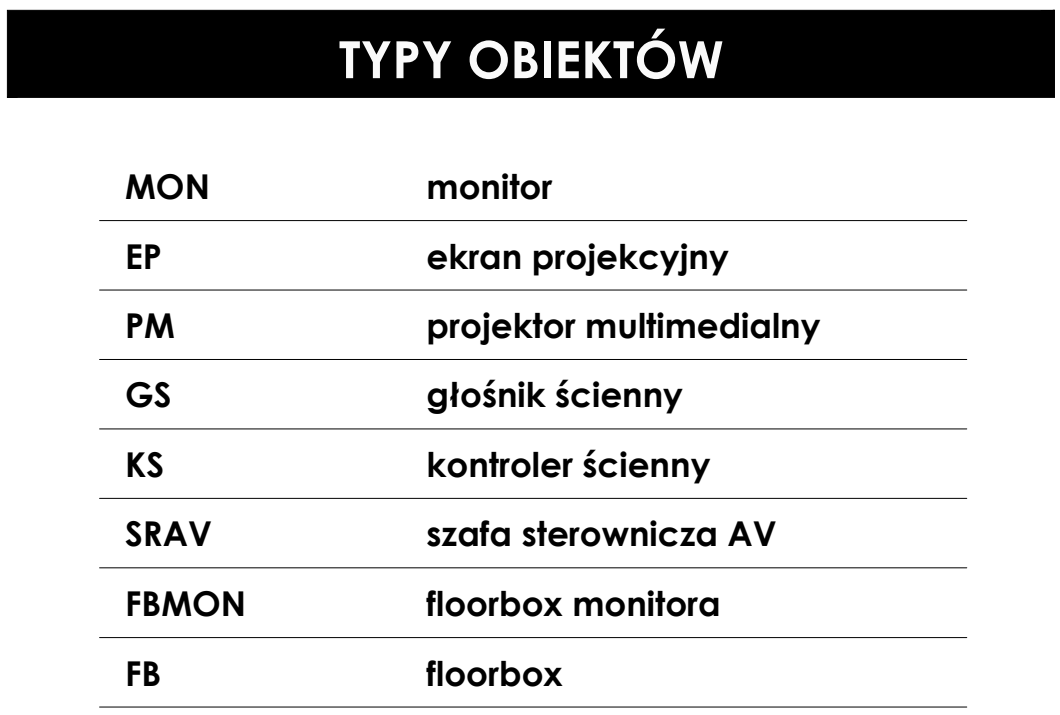 TYPY OBIEKTÓW
MON monitor
EP ekran projekcyjny
PM projektor multimedialny
GS głośnik ścienny
KS kontroler ścienny
SRAV szafa sterownicza AV
FBMON floorbox monitora
FB floorbox